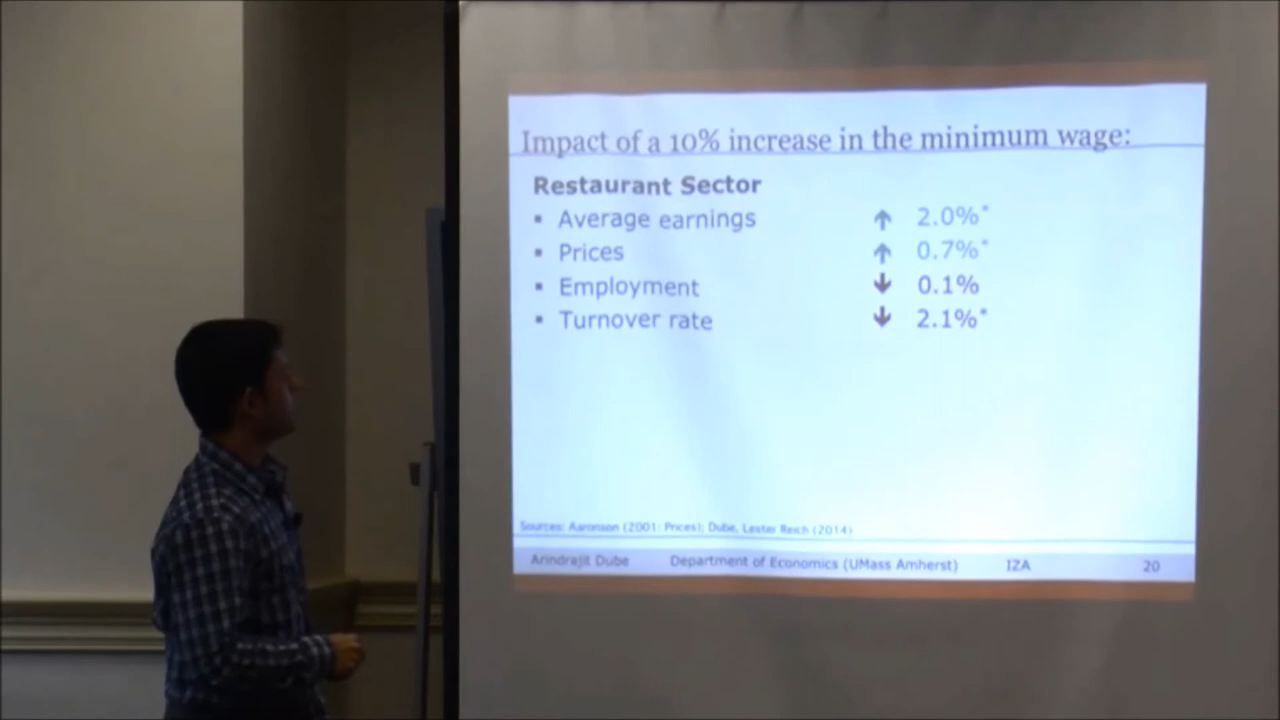 Impact of a 10% increase in the minimum wage:
Restaurant Sector
▪ Average earnings ↑ 2.0%*
▪ Prices ↑ 0.7%*
▪ Employment ↓ 0.1%
▪ Turnover rate ↓ 2.1%*
Sources: Aaronson (2001: Prices); Dube, Lester Reich (2014)
Arindrajit Dube Department of Economics (UMass Amherst) IZA 20